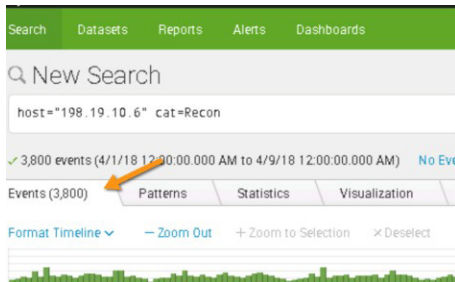 Search Datasets Reports Alerts Dashboards
New Search
host="198.19.10.6" cat=Recon
3,800 events (4/1/18 12:00:00.000 AM to 4/9/18 12:00:00.000 AM) No Eve
Events (3,800) Patterns Statistics Visualization
Format Timeline — Zoom Out + Zoom to Selection × Deselect